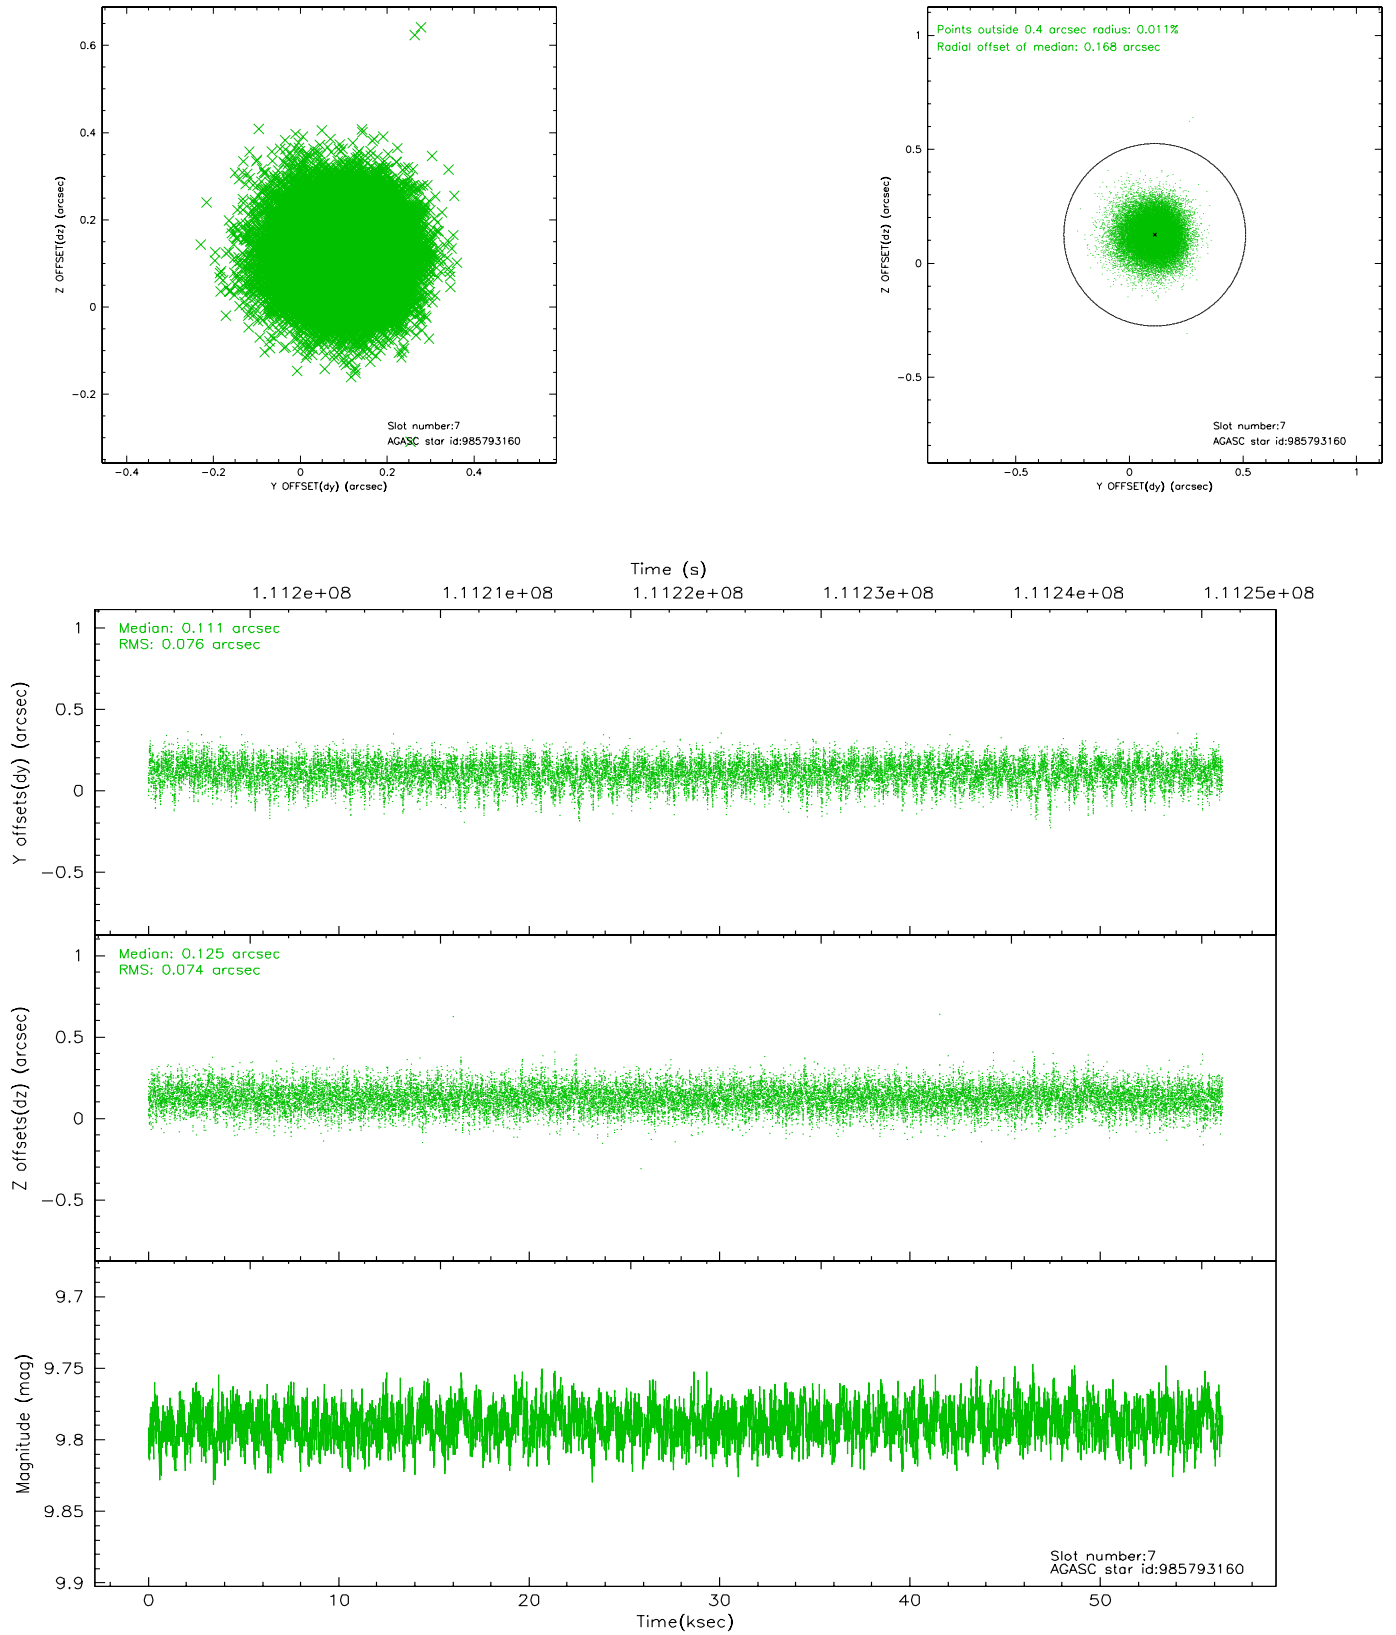 0.6
0.4
0.2
0
−0.2
Z OFFSET(dz) (arcsec)
Slot number:7
AGASC star id:985793160
−0.4
−0.2
0
0.2
0.4
Y OFFSET(dy) (arcsec)
Points outside 0.4 arcsec radius: 0.011%
Radial offset of median: 0.168 arcsec
1
0.5
0
−0.5
Z OFFSET(dz) (arcsec)
Slot number:7
AGASC star id:985793160
−0.5
0
0.5
1
Y OFFSET(dy) (arcsec)
Time (s)
1.112e+08
1.1121e+08
1.1122e+08
1.1123e+08
1.1124e+08
1.1125e+08
Median: 0.111 arcsec
RMS: 0.076 arcsec
1
0.5
0
−0.5
Y offsets(dy) (arcsec)
Median: 0.125 arcsec
RMS: 0.074 arcsec
1
0.5
0
−0.5
Z offsets(dz) (arcsec)
9.7
9.75
9.8
9.85
9.9
Magnitude (mag)
Slot number:7
AGASC star id:985793160
0
10
20
30
40
50
Time(ksec)